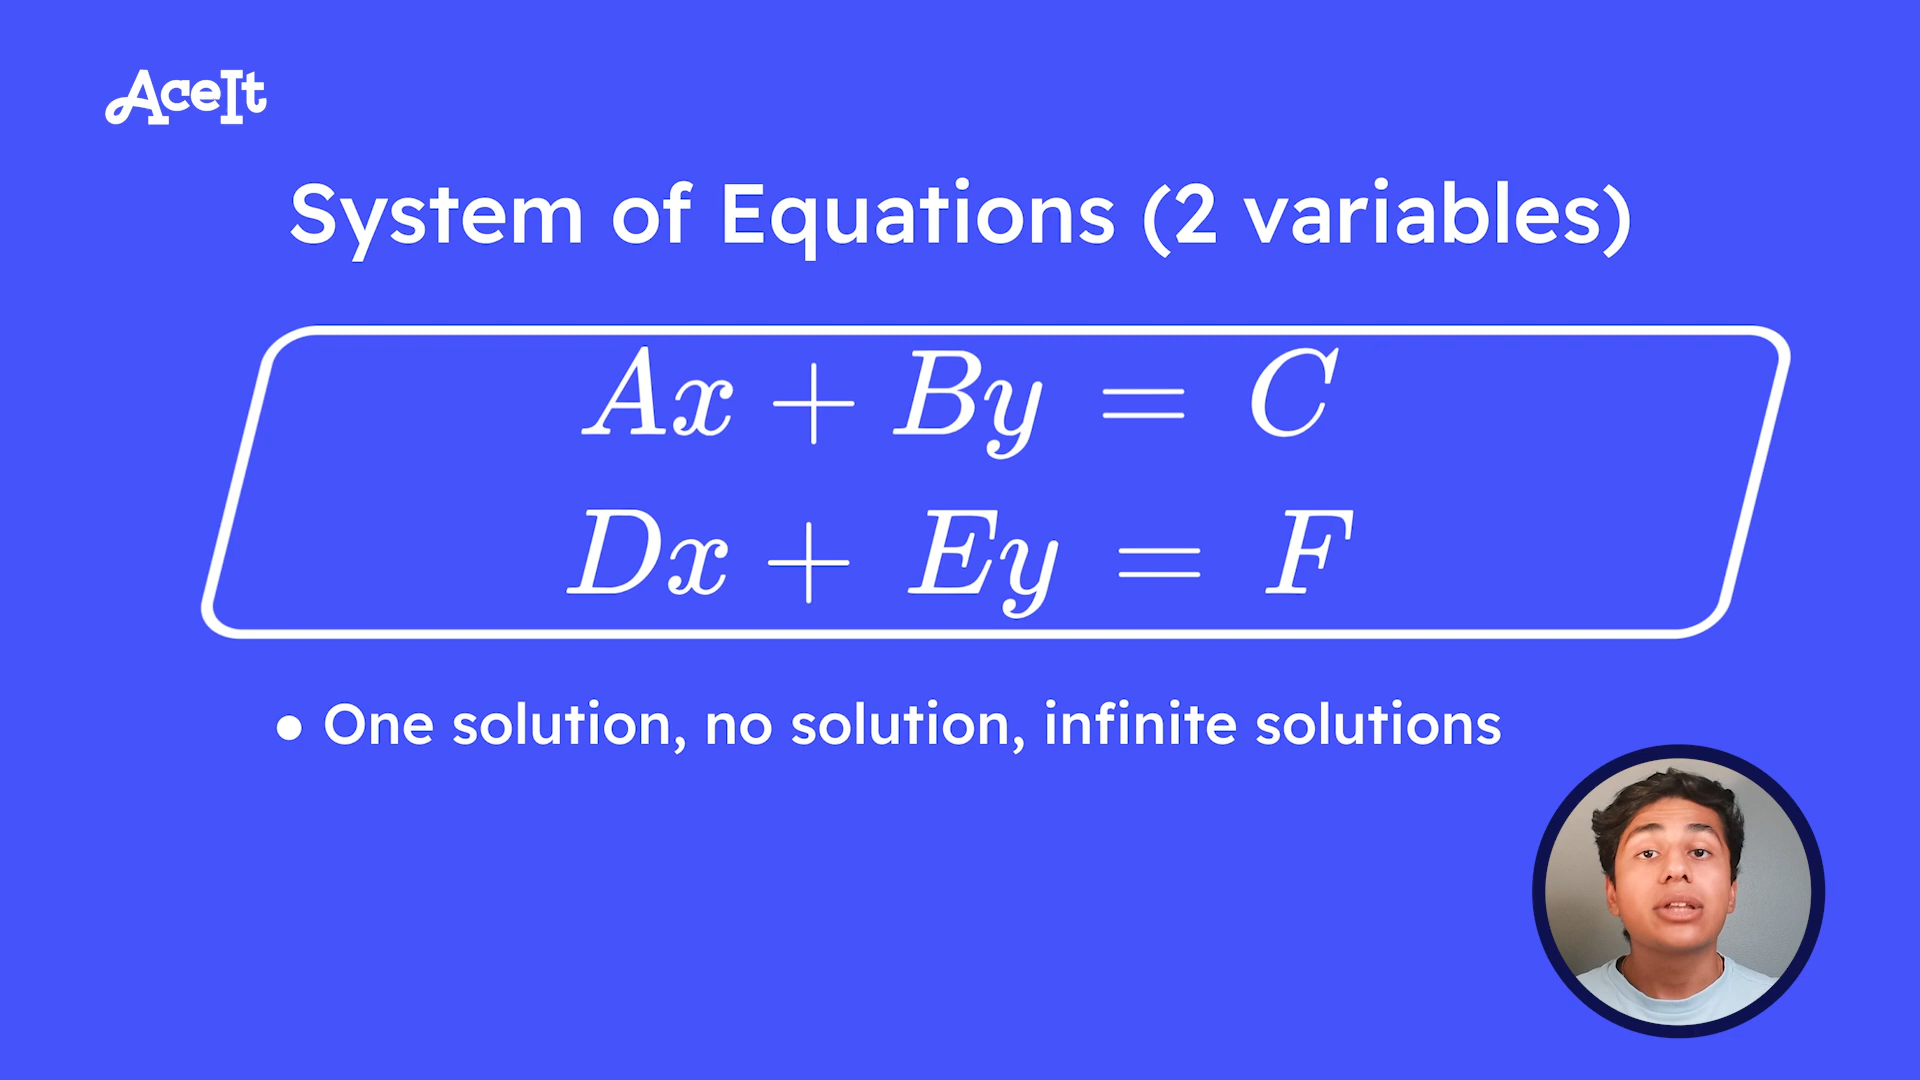 AceIt
System of Equations (2 variables)
Ax + By = C
Dx + Ey = F
• One solution, no solution, infinite solutions